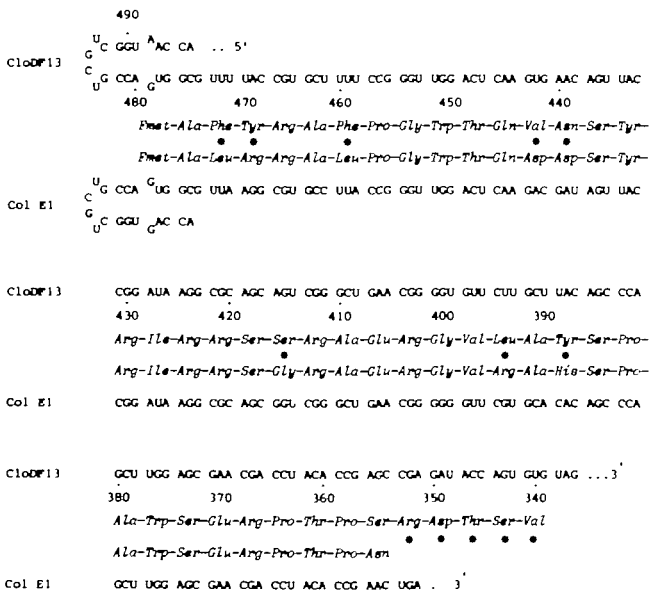 490
CloDF13 G C U C G GGU A AC CA .. 5'
U C G GCCA G UGG GCG UUU UAC CGU GCU UUU CCG GGU UGG ACU CAA GUG AAC AGU UAC
480 470 460 450 440
Fmet-Ala-Phe-Tyr-Arg-Ala-Phe-Pro-Gly-Trp-Thr-Gln-Val-Asn-Ser-Tyr-
Fmet-Ala-Leu-Arg-Arg-Ala-Leu-Pro-Gly-Trp-Thr-Gln-Asp-Asp-Ser-Tyr-
Col E1 C U G CCA G UGG GCG UUA AGG CGU GCC UUA CCG GGU UGG ACU CAA GAC GAU AGU UAC
G U C GGU G AC CA
CloDF13 CGG AUA AGG CGC AGC AGU CGG GCU GAA CGG GGU GUU CUU GCU UAC AGC CCA
430 420 410 400 390
Arg-Ile-Arg-Arg-Ser-Ser-Arg-Ala-Glu-Arg-Gly-Val-Leu-Ala-Tyr-Ser-Pro-
Arg-Ile-Arg-Arg-Ser-Gly-Arg-Ala-Glu-Arg-Gly-Val-Arg-Ala-His-Ser-Pro-
Col E1 CGG AUA AGG CGC AGC GGU CGG GCU GAA CGG GGG GUU CGU GCA CAC AGC CCA
CloDF13 GCU UGG AGC GAA CGA CCU ACA CCG AGC CGA GAU ACC AGU GUG UAG ...3'
380 370 360 350 340
Ala-Trp-Ser-Glu-Arg-Pro-Thr-Pro-Ser-Arg-Asp-Thr-Ser-Val
Ala-Trp-Ser-Glu-Arg-Pro-Thr-Pro-Asn
Col E1 GCU UGG AGC GAA CGA CCU ACA CCG AAC UGA . 3'